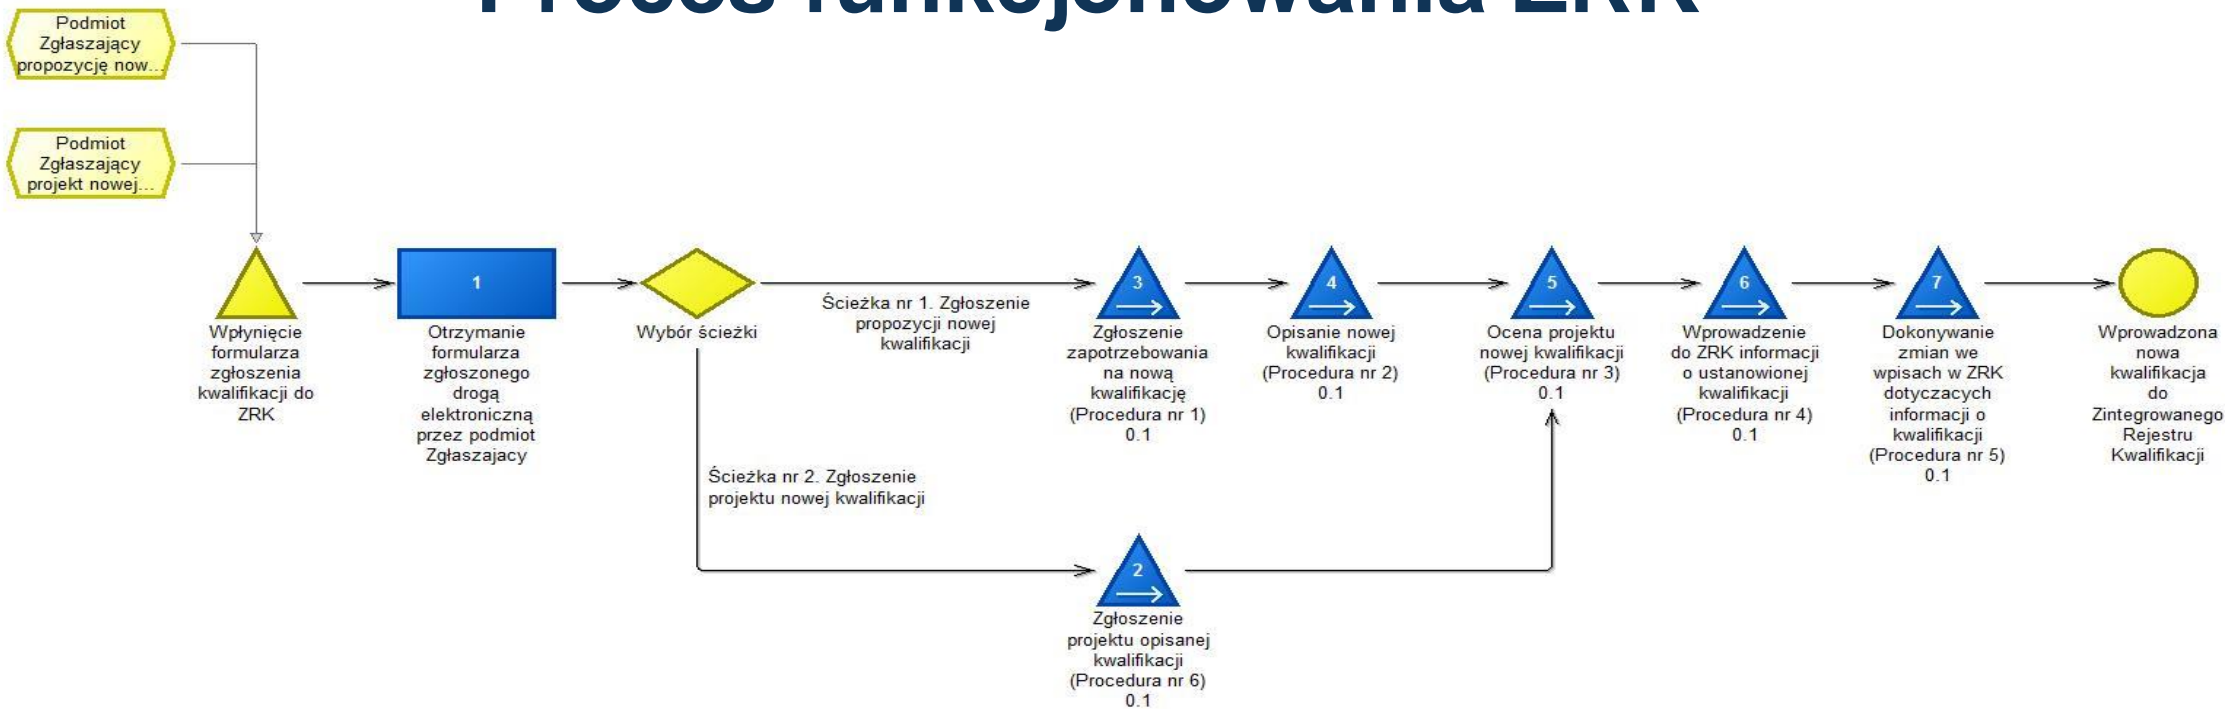 Proces funkcjonowania ZRK
Podmiot
Zgłaszający
propozycję now...
Podmiot
Zgłaszający
projekt nowej...
Wpłynięcie
formularza
zgłoszenia
kwalifikacji do
ZRK
1
Otrzymanie
formularza
zgłoszonego
drogą
elektroniczną
przez podmiot
Zgłaszajacy
Wybór ścieżki
Ścieżka nr 1. Zgłoszenie
propozycji nowej
kwalifikacji
Ścieżka nr 2. Zgłoszenie
projektu nowej kwalifikacji
3
Zgłoszenie
zapotrzebowania
na nową
kwalifikację
(Procedura nr 1)
0.1
4
Opisanie nowej
kwalifikacji
(Procedura nr 2)
0.1
5
Ocena projektu
nowej kwalifikacji
(Procedura nr 3)
0.1
6
Wprowadzenie
do ZRK informacji
o ustanowionej
kwalifikacji
(Procedura nr 4)
0.1
7
Dokonywanie
zmian we
wpisach w ZRK
dotyczacych
informacji o
kwalifikacji
(Procedura nr 5)
0.1
Wprowadzona
nowa
kwalifikacja
do
Zintegrowanego
Rejestru
Kwalifikacji
2
Zgłoszenie
projektu opisanej
kwalifikacji
(Procedura nr 6)
0.1